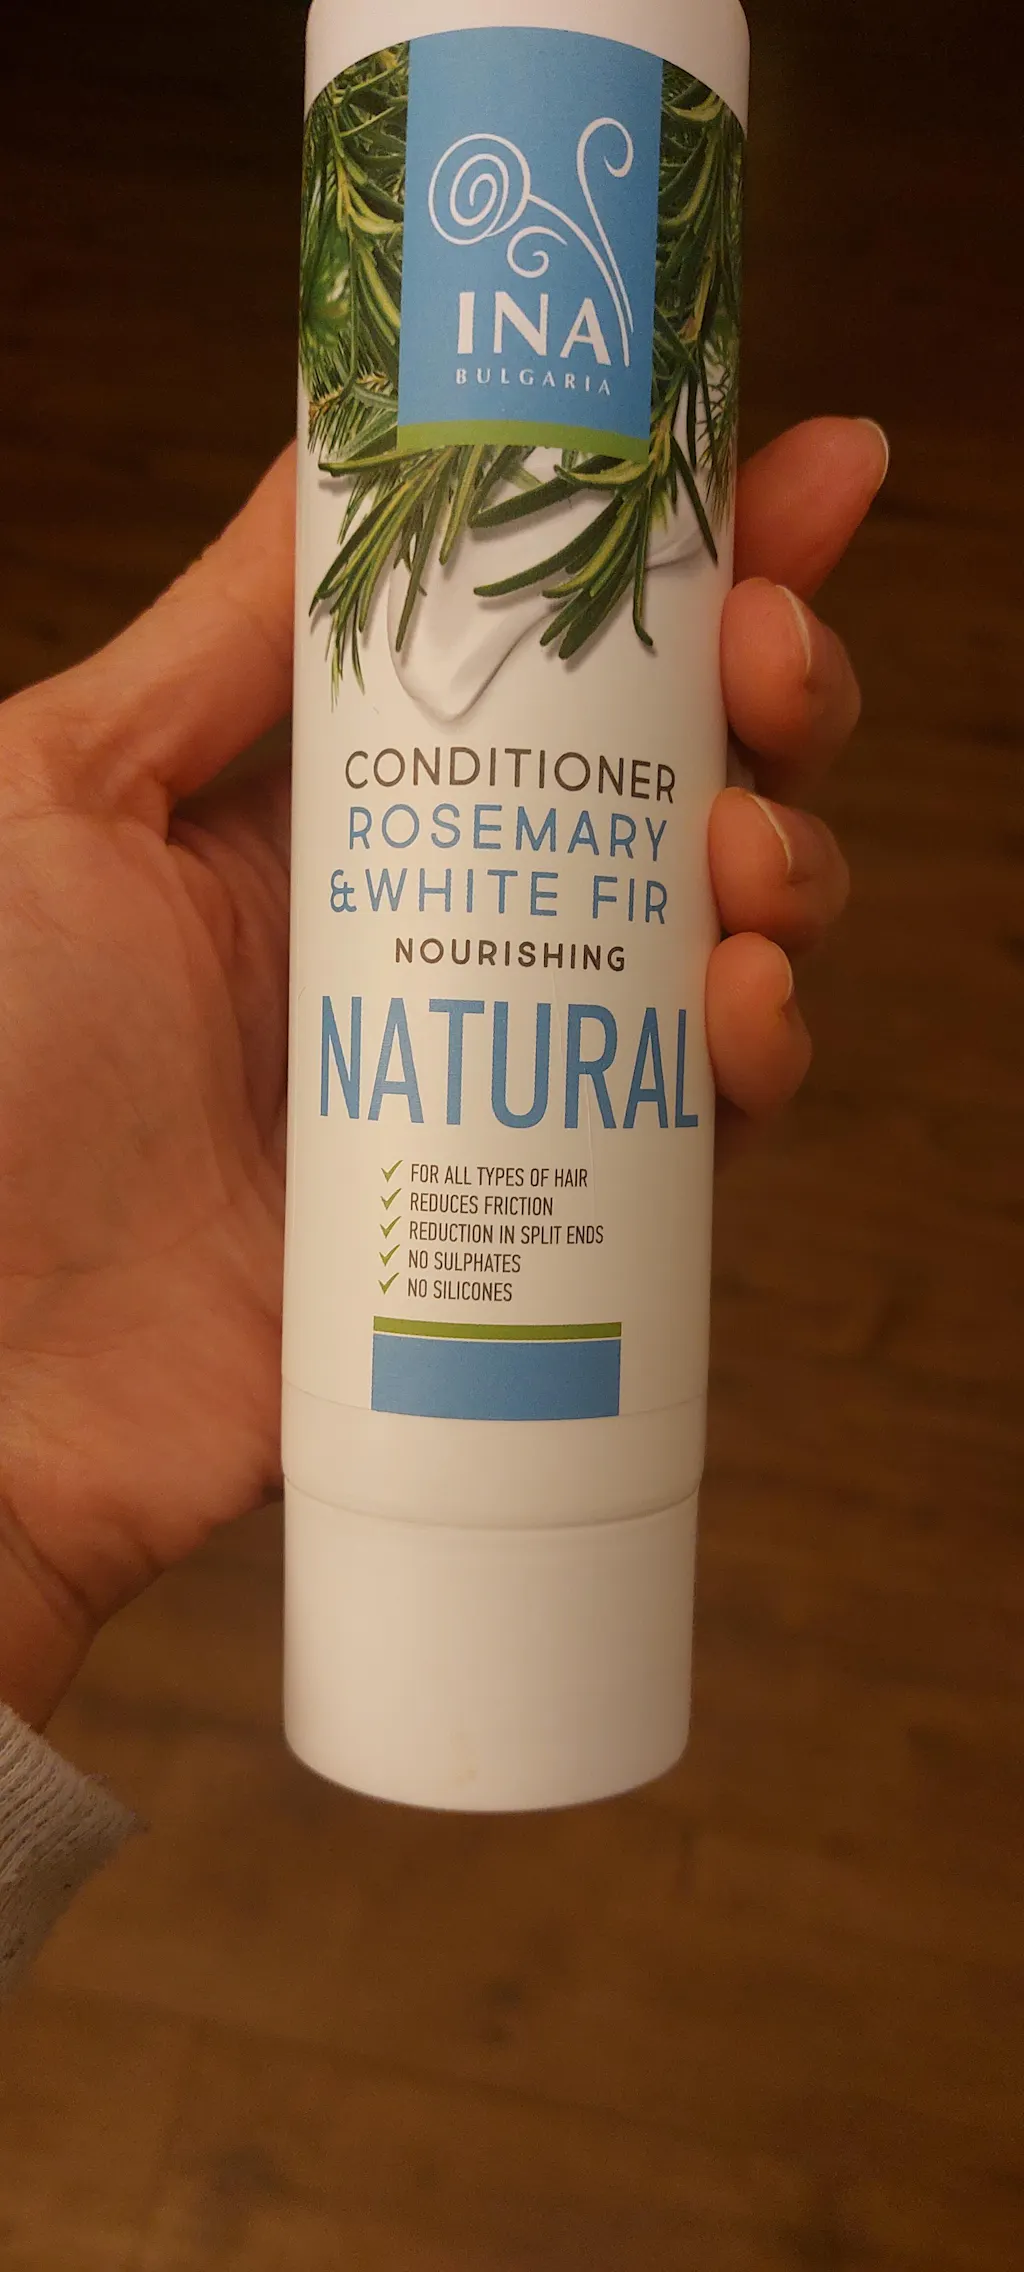 INA
BULGARIA
CONDITIONER
ROSEMARY
&WHITE FIR
NOURISHING
NATURAL
✓ FOR ALL TYPES OF HAIR
✓ REDUCES FRICTION
✓ REDUCTION IN SPLIT ENDS
✓ NO SULPHATES
✓ NO SILICONES